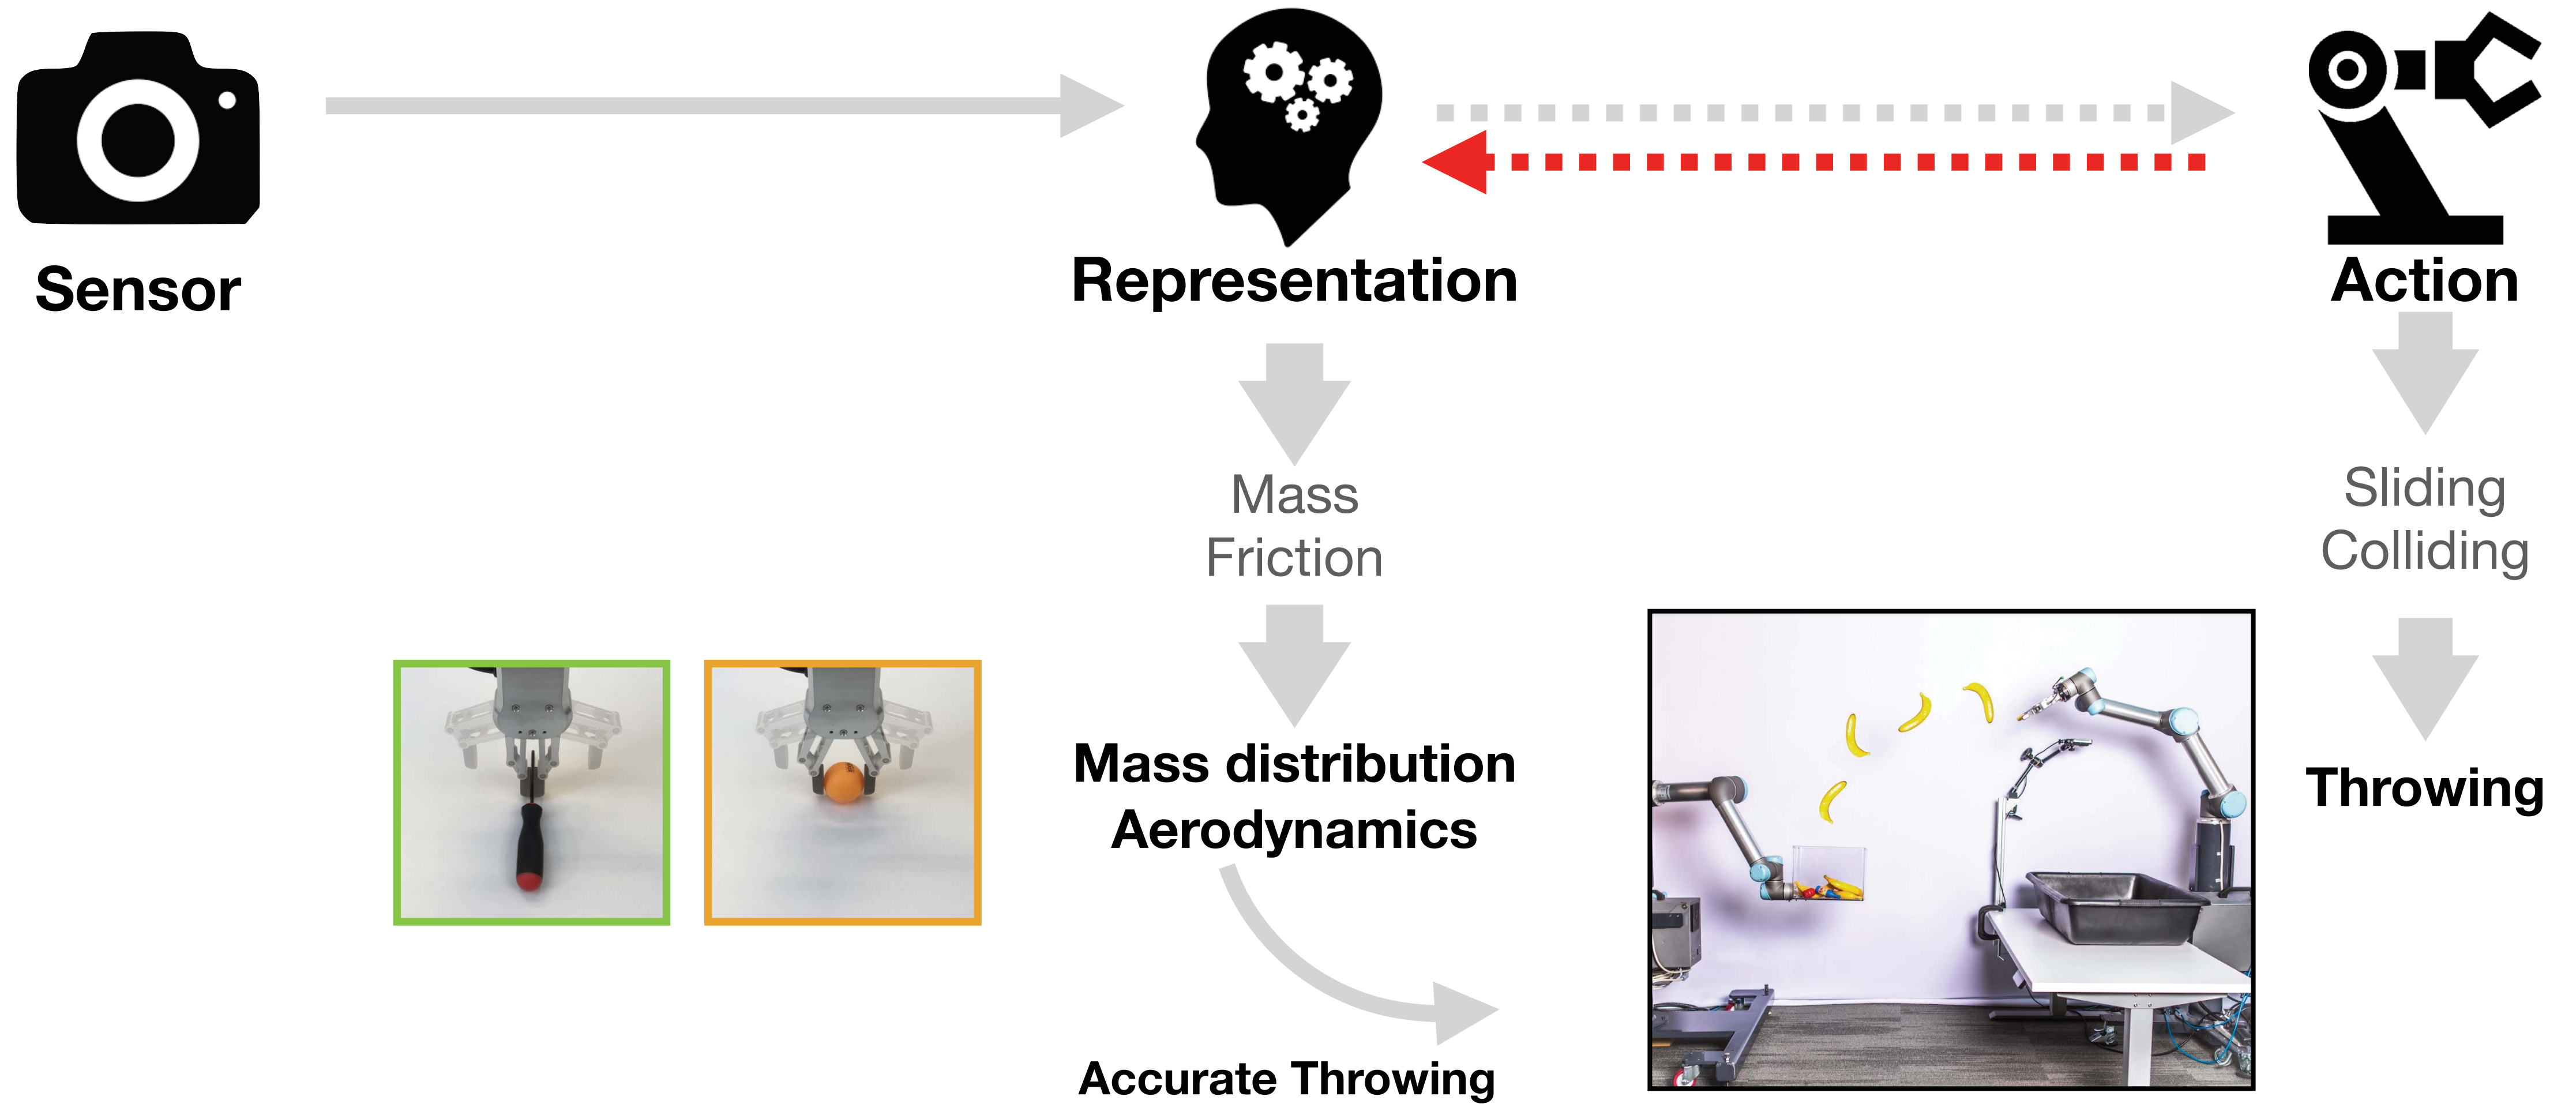 Sensor
Representation
Action
Mass
Friction
Sliding
Colliding
Mass distribution
Aerodynamics
Throwing
Accurate Throwing